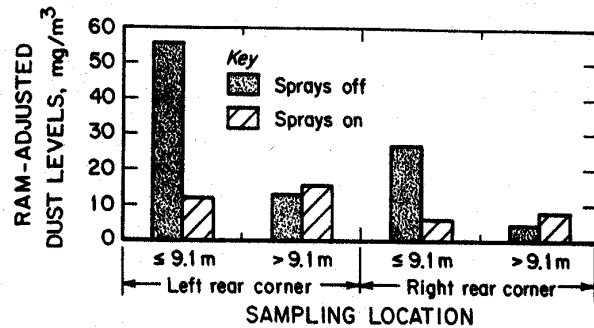 RAM-ADJUSTED
DUST LEVELS, mg/m³
60
50
40
30
20
10
0
Key
Sprays off
Sprays on
≤ 9.1 m
> 9.1 m
≤ 9.1 m
> 9.1 m
Left rear corner
Right rear corner
SAMPLING LOCATION